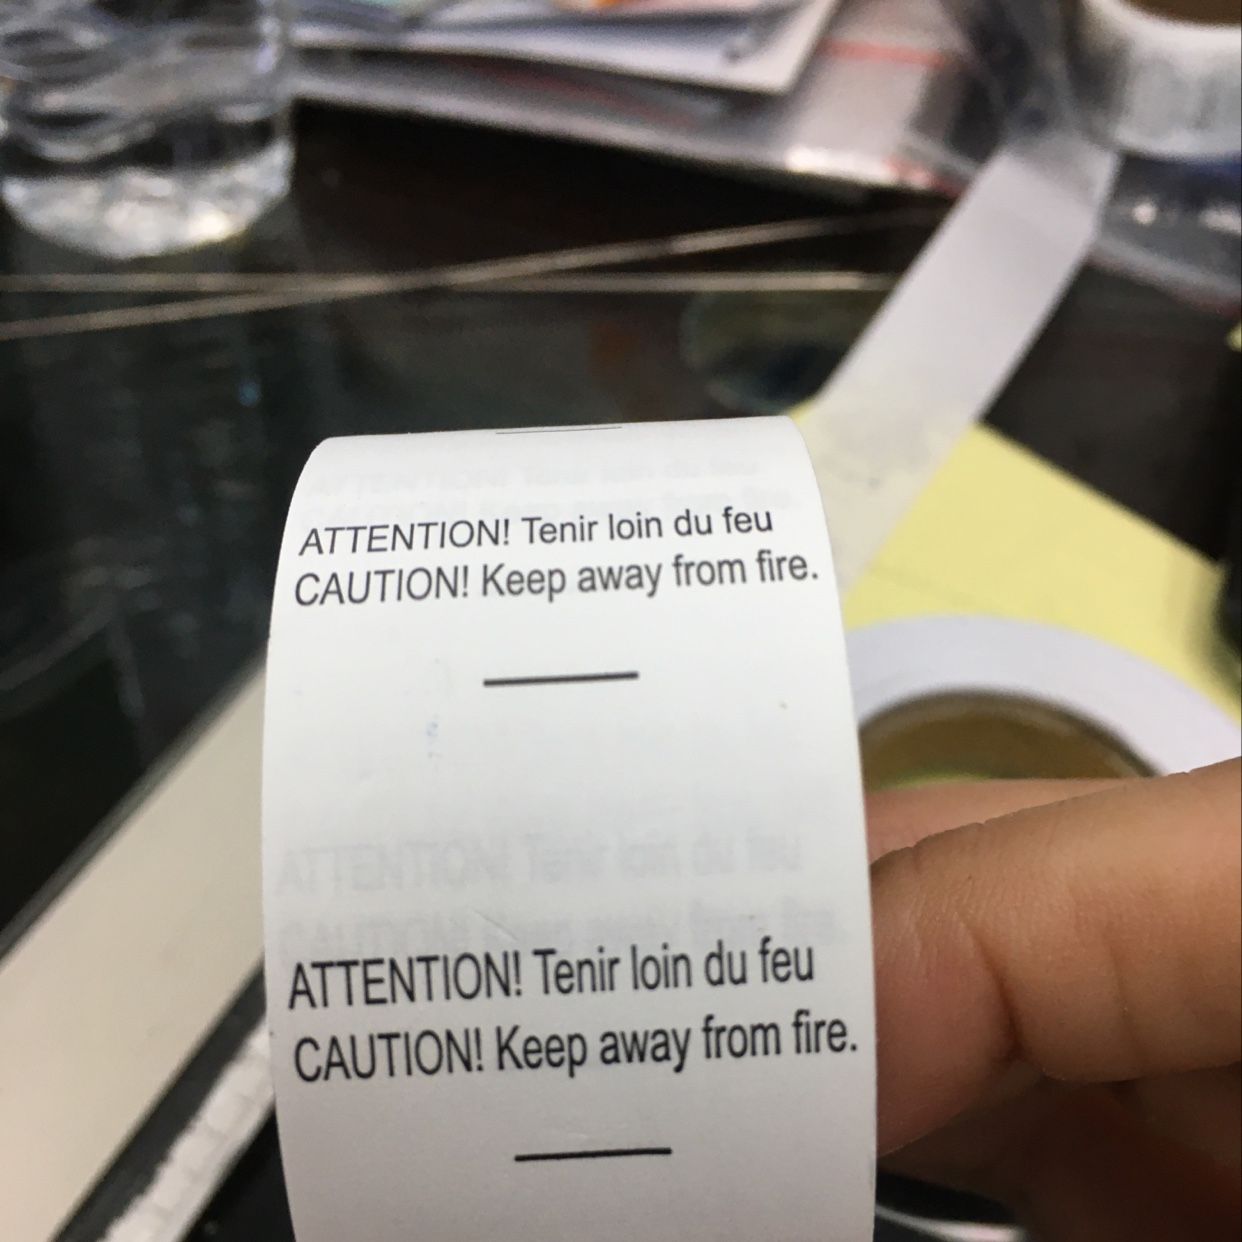 ATTENTION! Tenir loin du feu
CAUTION! Keep away from fire.
ATTENTION! Tenir loin du feu
CAUTION! Keep away from fire.